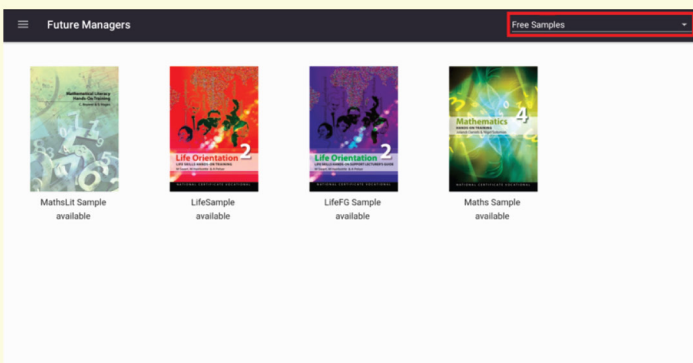 Future Managers
Free Samples
Mathematical Literacy
Hands-On Training
Life Orientation 2
LIFE SKILLS HANDS-ON TRAINING
NATIONAL CERTIFICATE VOCATIONAL
Life Orientation 2
NATIONAL CERTIFICATE VOCATIONAL
Mathematics 4
HANDS-ON TRAINING
NATIONAL CERTIFICATE VOCATIONAL
MathsLit Sample
available
LifeSample
available
LifeFG Sample
available
Maths Sample
available